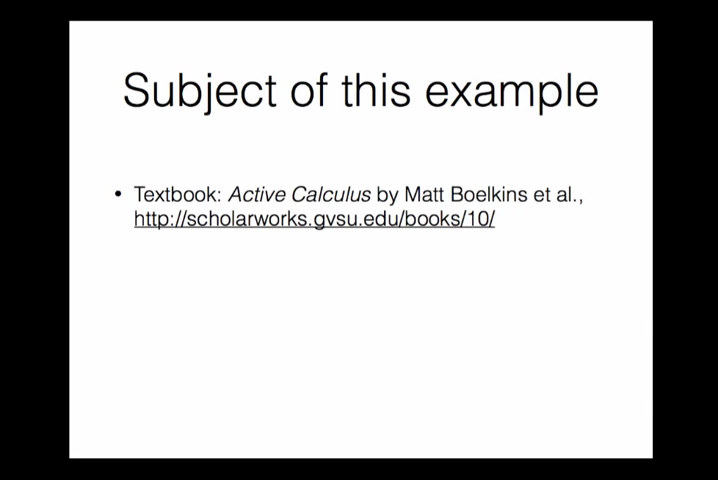 Subject of this example
• Textbook: Active Calculus by Matt Boelkins et al.,
http://scholarworks.gvsu.edu/books/10/